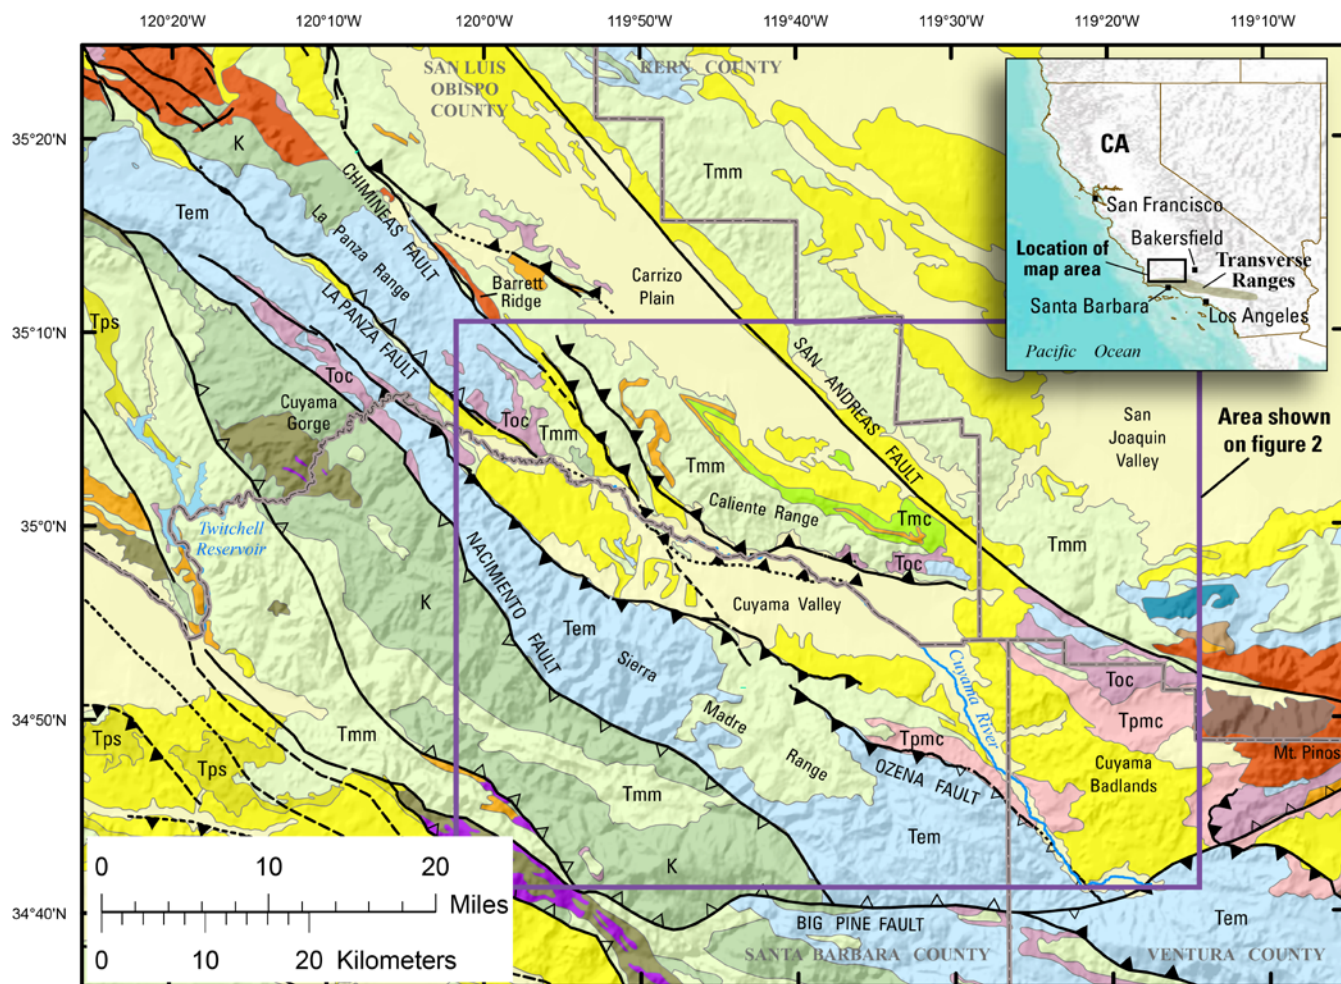 120°20'W
120°10'W
120°0'W
119°50'W
119°40'W
119°30'W
119°20'W
119°10'W
35°20'N
35°10'N
35°0'N
34°50'N
34°40'N
SAN LUIS
OBISPO
COUNTY
KERN COUNTY
K
Tmm
CHIMINEAS FAULT
Tem
La Panza Range
Barrett
Ridge
Carrizo
Plain
LA PANZA FAULT
Tps
SAN ANDREAS FAULT
Toc
Cuyama
Gorge
Toc
Tmm
Tmm
Caliente Range
Tmc
Toc
San
Joaquin
Valley
Area shown
on figure 2
Tmm
Twitchell
Reservoir
NACIMIENTO FAULT
K
Tem
Sierra
Madre
Range
Cuyama Valley
Cuyama River
Toc
Tpmc
Tpmc
OZENA FAULT
Cuyama
Badlands
Mt. Pinos
Tps
Tps
Tmm
Tmm
Tem
K
BIG PINE FAULT
Tem
SANTA BARBARA COUNTY
VENTURA COUNTY
CA
San Francisco
Bakersfield
Location of
map area
Transverse
Ranges
Santa Barbara
Los Angeles
Pacific Ocean
0 10 20
Miles
0 10 20 Kilometers